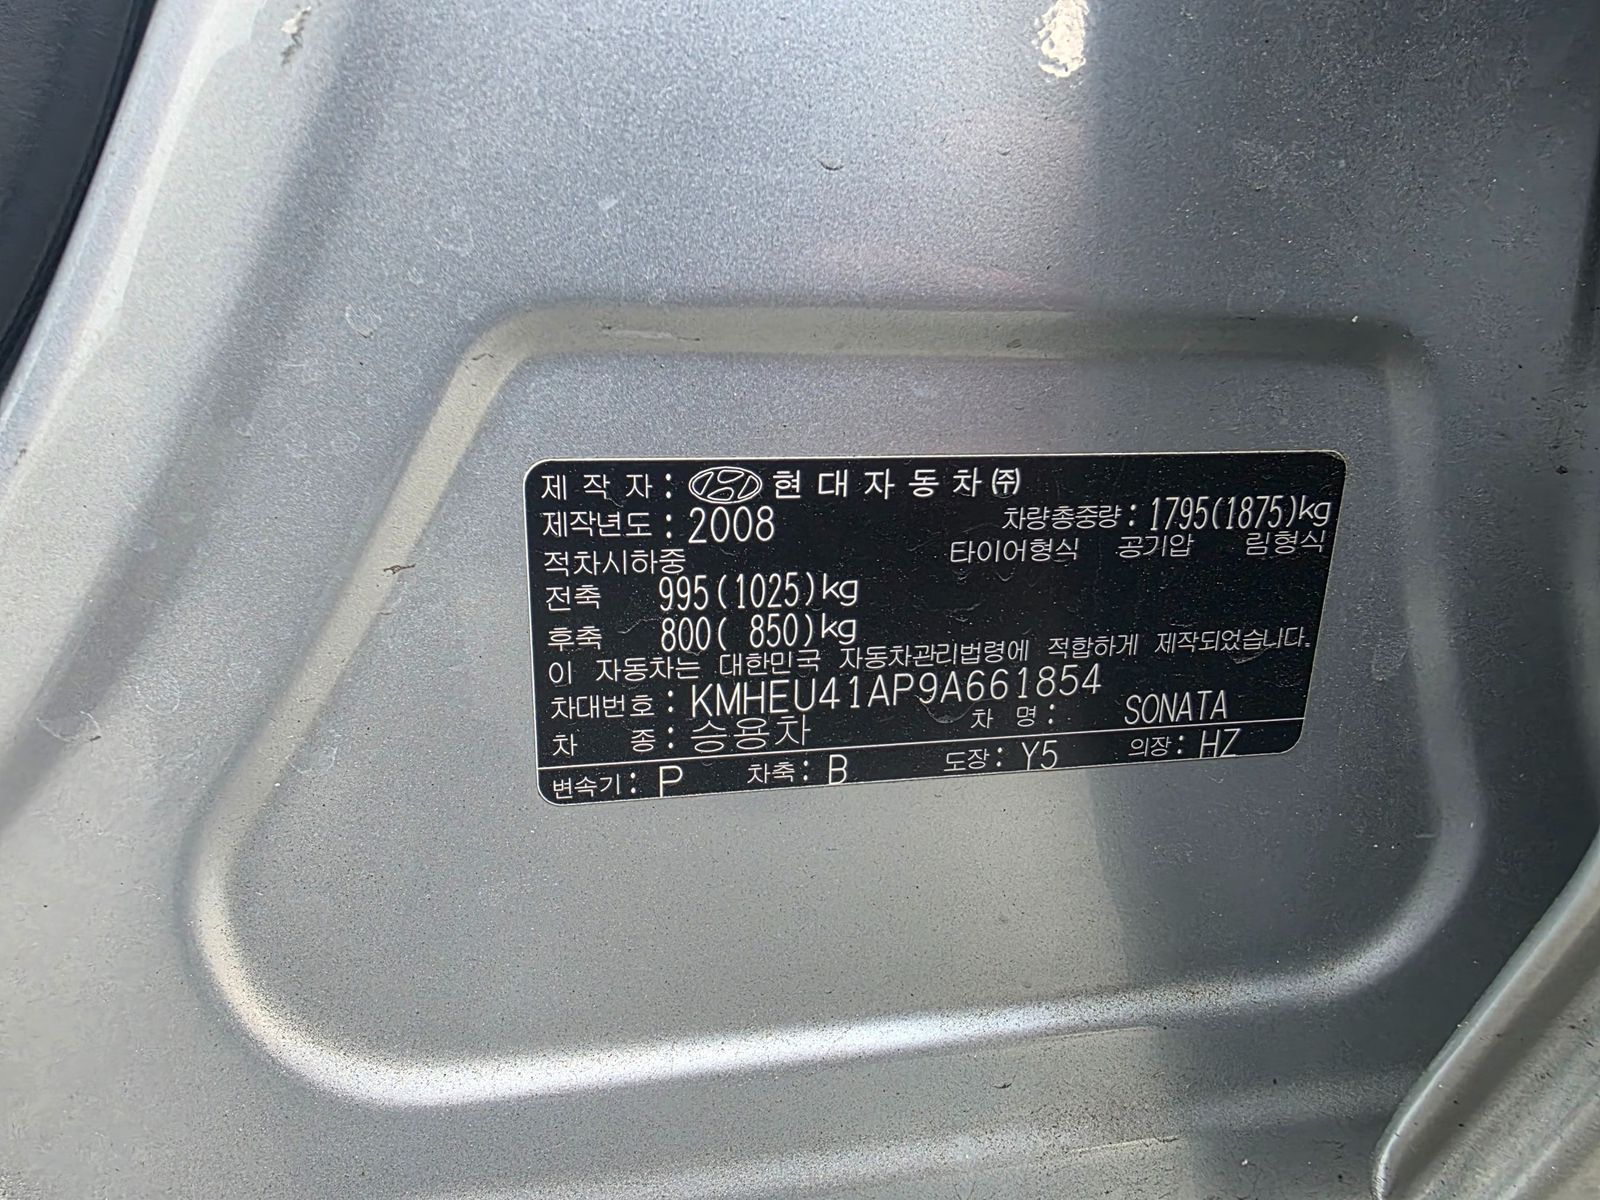 제 작 자 : 현대자동차㈜
제작년도 : 2008 차량총중량 : 1795(1875)kg
적차시하중 타이어형식 공기압 림형식
전축 995(1025)kg
후축 800( 850)kg
이 자동차는 대한민국 자동차관리법령에 적합하게 제작되었습니다.
차대번호 : KMHEU41AP9A661854
차 종 : 승용차 차 명 : SONATA
변속기 : P 차축 : B 도장 : Y5 의장 : HZ